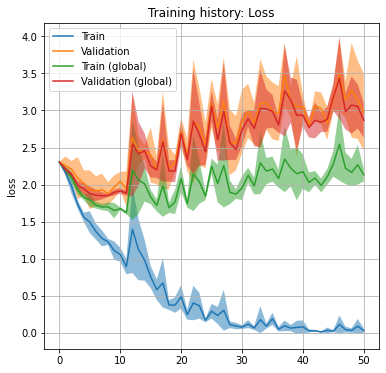 Training history: Loss
Train
Validation
Train (global)
Validation (global)
loss
4.0
3.5
3.0
2.5
2.0
1.5
1.0
0.5
0.0
0
10
20
30
40
50